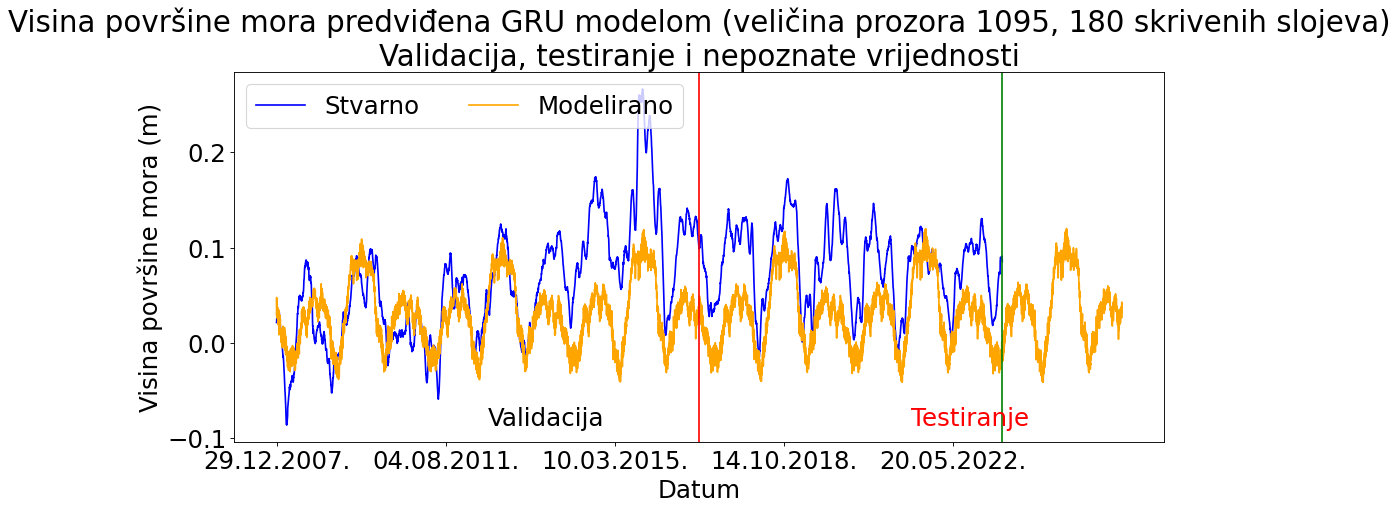 Visina površine mora predviđena GRU modelom (veličina prozora 1095, 180 skrivenih slojeva)
Validacija, testiranje i nepoznate vrijednosti
Stvarno Modelirano
Visina površine mora (m)
0.2
0.1
0.0
−0.1
Validacija Testiranje
29.12.2007. 04.08.2011. 10.03.2015. 14.10.2018. 20.05.2022.
Datum